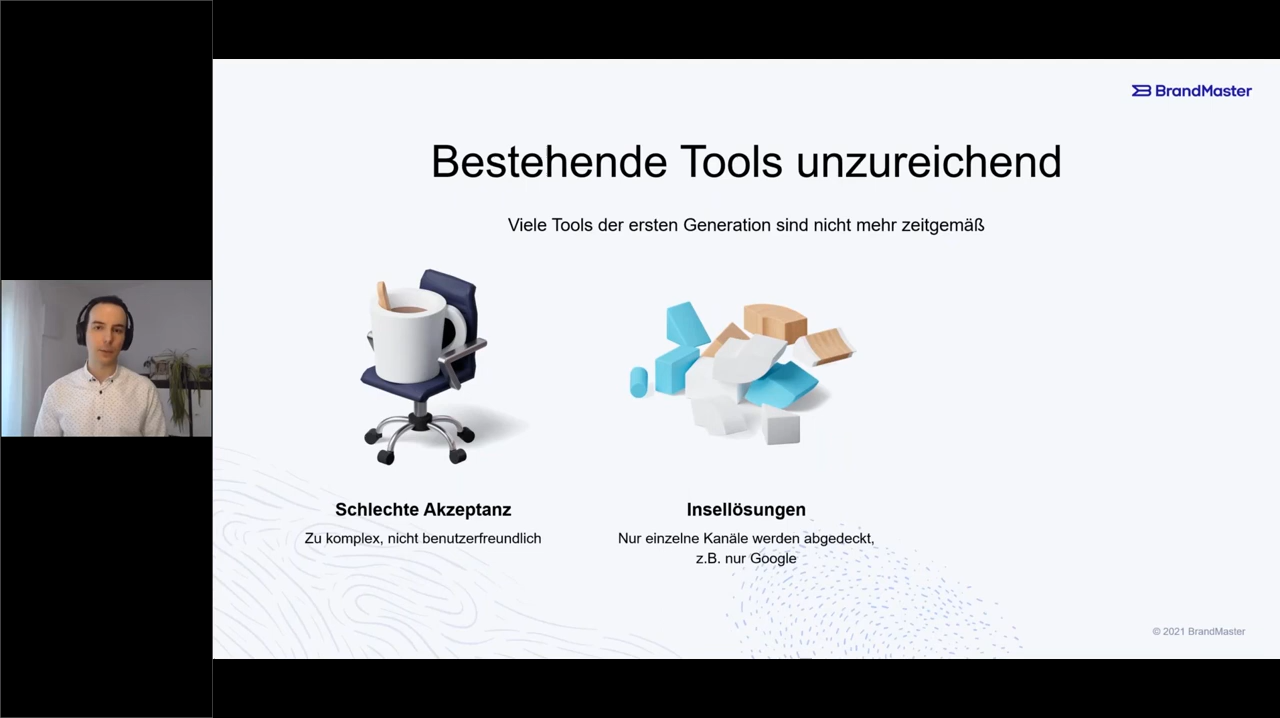 BrandMaster
Bestehende Tools unzureichend
Viele Tools der ersten Generation sind nicht mehr zeitgemäß
Schlechte Akzeptanz
Zu komplex, nicht benutzerfreundlich
Insellösungen
Nur einzelne Kanäle werden abgedeckt,
z.B. nur Google
© 2021 BrandMaster